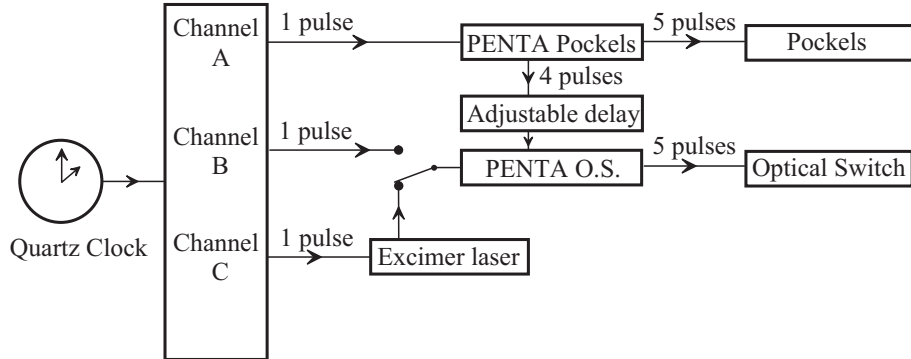 Channel
A
1 pulse
PENTA Pockels
5 pulses
Pockels
4 pulses
Adjustable delay
Channel
B
1 pulse
PENTA O.S.
5 pulses
Optical Switch
Quartz Clock
Channel
C
1 pulse
Excimer laser